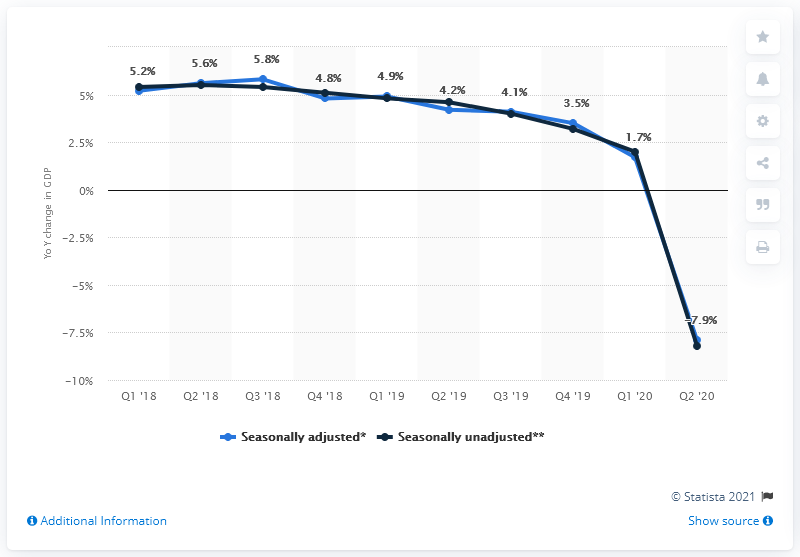 5.2%
5.6%
5.8%
4.8%
4.9%
4.2%
4.1%
3.5%
1.7%
−7.9%
5%
2.5%
0%
−2.5%
−5%
−7.5%
−10%
YoY change in GDP
Q1 '18
Q2 '18
Q3 '18
Q4 '18
Q1 '19
Q2 '19
Q3 '19
Q4 '19
Q1 '20
Q2 '20
Seasonally adjusted*
Seasonally unadjusted**
© Statista 2021
Additional Information
Show source